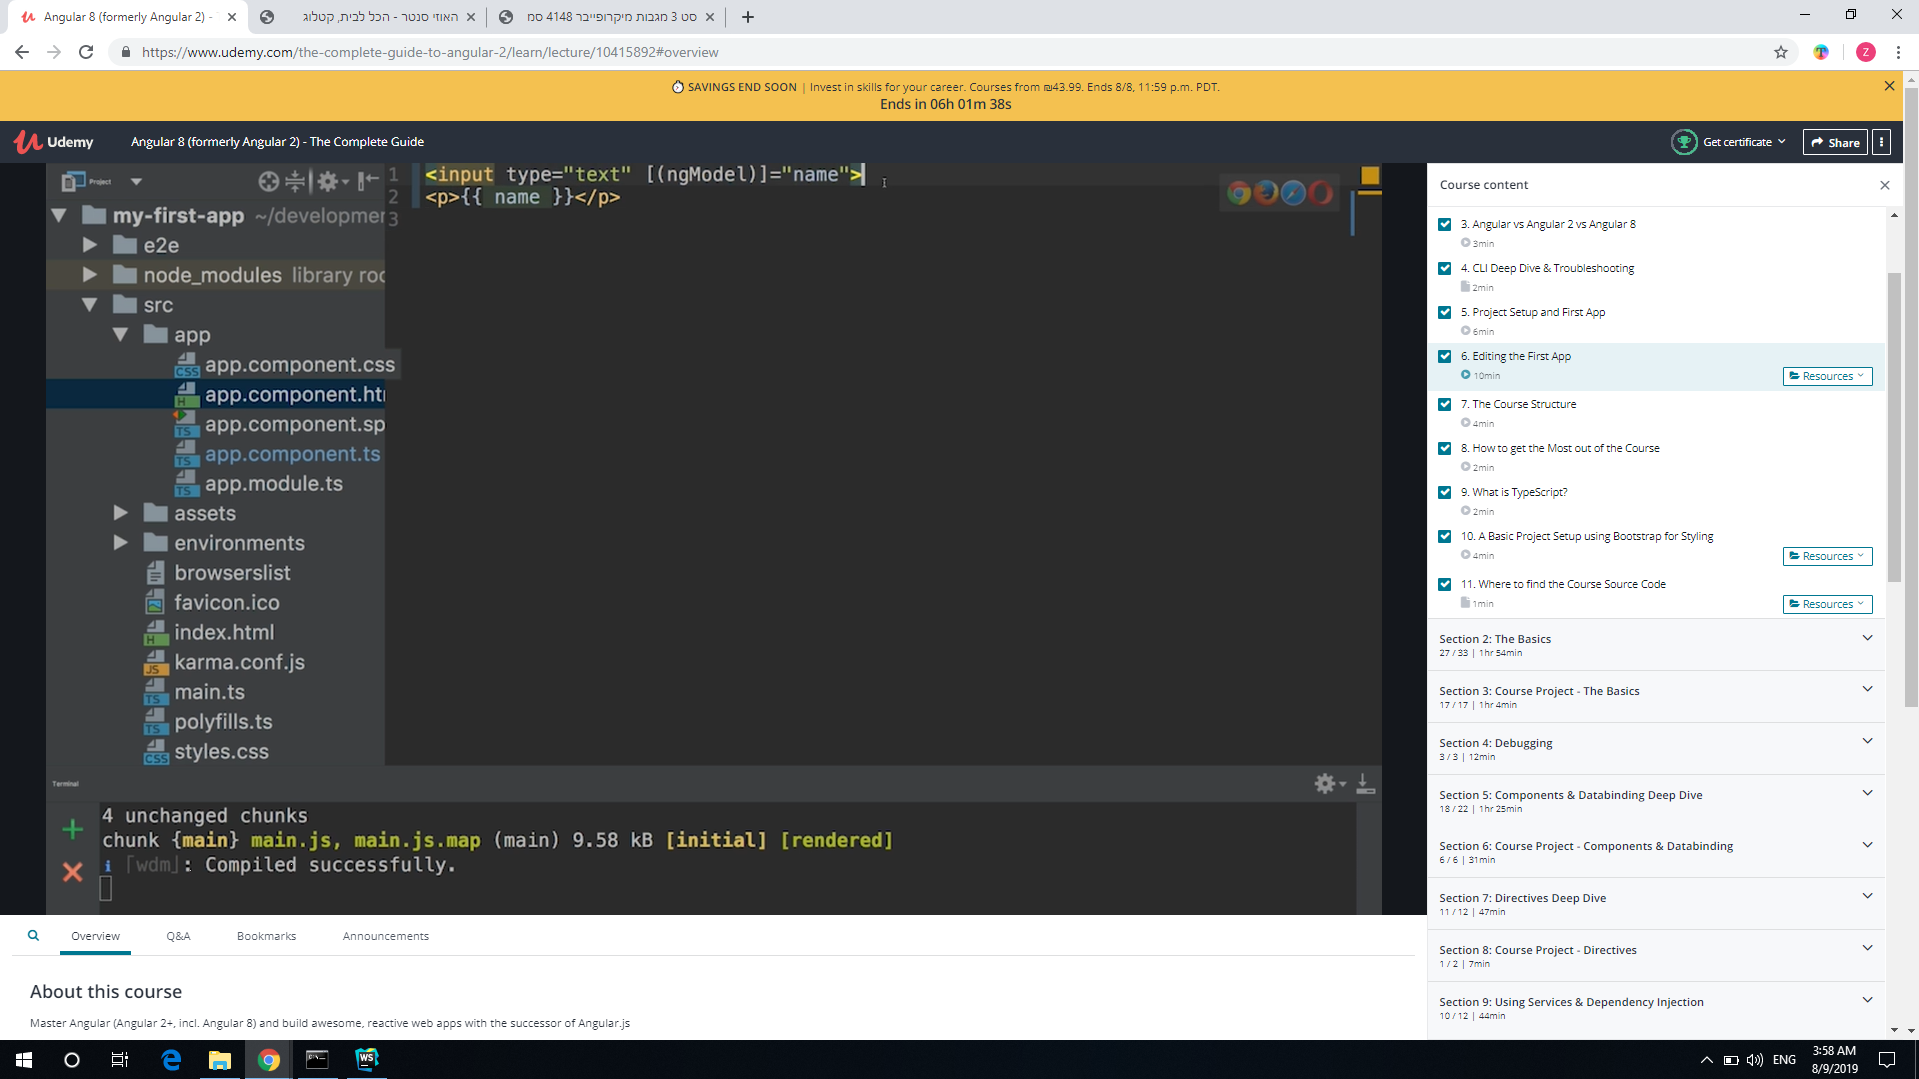 Angular 8 (formerly Angular 2) -
האוזי סנטר - הכל לבית, קטלוג
סט 3 מגבות מיקרופייבר 4148 סמ
https://www.udemy.com/the-complete-guide-to-angular-2/learn/lecture/10415892#overview
Z
SAVINGS END SOON | Invest in skills for your career. Courses from ₪43.99. Ends 8/8, 11:59 p.m. PDT.
Ends in 06h 01m 38s
Udemy
Angular 8 (formerly Angular 2) - The Complete Guide
Get certificate
Share
Project
my-first-app ~/developmer
e2e
node_modules library roo
src
app
app.component.css
app.component.htm
app.component.sp
app.component.ts
app.module.ts
assets
environments
browserslist
favicon.ico
index.html
karma.conf.js
main.ts
polyfills.ts
styles.css
1 <input type="text" [(ngModel)]="name">
2 <p>{{ name }}</p>
3
Terminal
4 unchanged chunks
chunk {main} main.js, main.js.map (main) 9.58 kB [initial] [rendered]
i ｢wdm｣: Compiled successfully.
Course content
3. Angular vs Angular 2 vs Angular 8
3min
4. CLI Deep Dive & Troubleshooting
2min
5. Project Setup and First App
6min
6. Editing the First App
10min
Resources
7. The Course Structure
4min
8. How to get the Most out of the Course
2min
9. What is TypeScript?
2min
10. A Basic Project Setup using Bootstrap for Styling
4min
Resources
11. Where to find the Course Source Code
1min
Resources
Section 2: The Basics
27 / 33 | 1hr 54min
Section 3: Course Project - The Basics
17 / 17 | 1hr 4min
Section 4: Debugging
3 / 3 | 12min
Section 5: Components & Databinding Deep Dive
18 / 22 | 1hr 25min
Section 6: Course Project - Components & Databinding
6 / 6 | 31min
Section 7: Directives Deep Dive
11 / 12 | 47min
Section 8: Course Project - Directives
1 / 2 | 7min
Section 9: Using Services & Dependency Injection
10 / 12 | 44min
Overview
Q&A
Bookmarks
Announcements
About this course
Master Angular (Angular 2+, incl. Angular 8) and build awesome, reactive web apps with the successor of Angular.js
WS
ENG
3:58 AM
8/9/2019